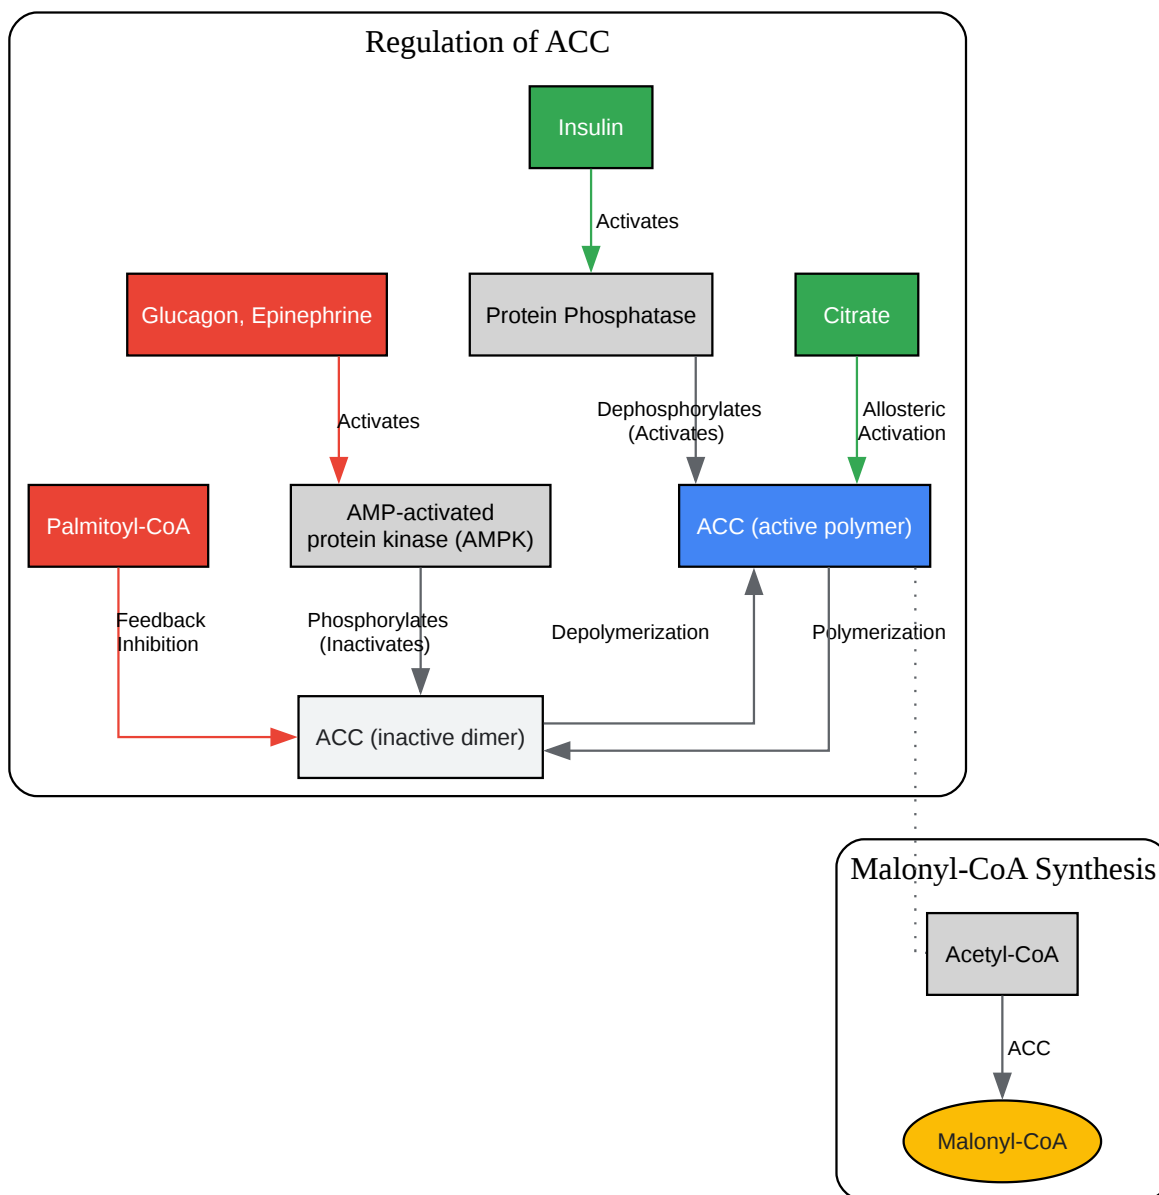 Regulation of ACC
Insulin
Activates
Glucagon, Epinephrine
Protein Phosphatase
Citrate
Activates
Dephosphorylates
(Activates)
Allosteric
Activation
Palmitoyl-CoA
AMP-activated
protein kinase (AMPK)
ACC (active polymer)
Feedback
Inhibition
Phosphorylates
(Inactivates)
Depolymerization
Polymerization
ACC (inactive dimer)
Malonyl-CoA Synthesis
Acetyl-CoA
ACC
Malonyl-CoA